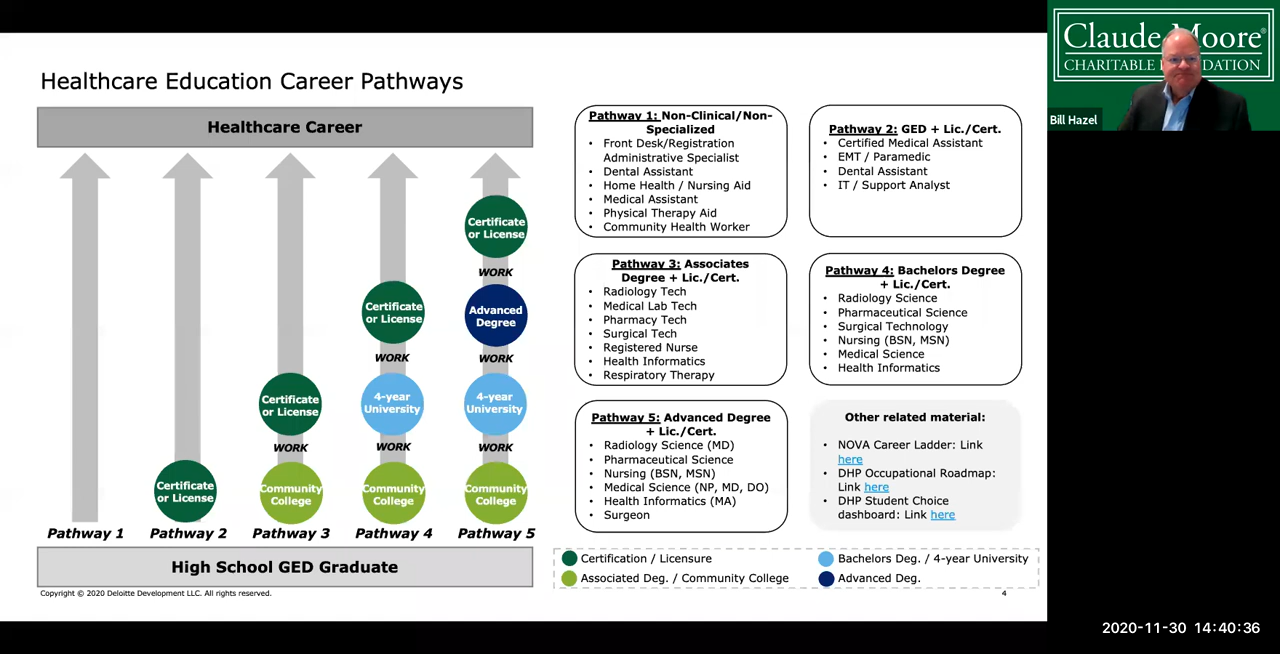 Healthcare Education Career Pathways
Healthcare Career
Certificate
or License
WORK
Certificate
or License
Advanced
Degree
WORK
WORK
Certificate
or License
4-year
University
4-year
University
WORK
WORK
WORK
Certificate
or License
Community
College
Community
College
Community
College
Pathway 1
Pathway 2
Pathway 3
Pathway 4
Pathway 5
High School GED Graduate
Copyright © 2020 Deloitte Development LLC. All rights reserved.
Pathway 1: Non-Clinical/Non-
Specialized
• Front Desk/Registration
Administrative Specialist
• Dental Assistant
• Home Health / Nursing Aid
• Medical Assistant
• Physical Therapy Aid
• Community Health Worker
Pathway 2: GED + Lic./Cert.
• Certified Medical Assistant
• EMT / Paramedic
• Dental Assistant
• IT / Support Analyst
Pathway 3: Associates
Degree + Lic./Cert.
• Radiology Tech
• Medical Lab Tech
• Pharmacy Tech
• Surgical Tech
• Registered Nurse
• Health Informatics
• Respiratory Therapy
Pathway 4: Bachelors Degree
+ Lic./Cert.
• Radiology Science
• Pharmaceutical Science
• Surgical Technology
• Nursing (BSN, MSN)
• Medical Science
• Health Informatics
Pathway 5: Advanced Degree
+ Lic./Cert.
• Radiology Science (MD)
• Pharmaceutical Science
• Nursing (BSN, MSN)
• Medical Science (NP, MD, DO)
• Health Informatics (MA)
• Surgeon
Other related material:
• NOVA Career Ladder: Link
here
• DHP Occupational Roadmap:
Link here
• DHP Student Choice
dashboard: Link here
Certification / Licensure
Bachelors Deg. / 4-year University
Associated Deg. / Community College
Advanced Deg.
4
Claude Moore®
CHARITABLE FOUNDATION
Bill Hazel
2020-11-30 14:40:36